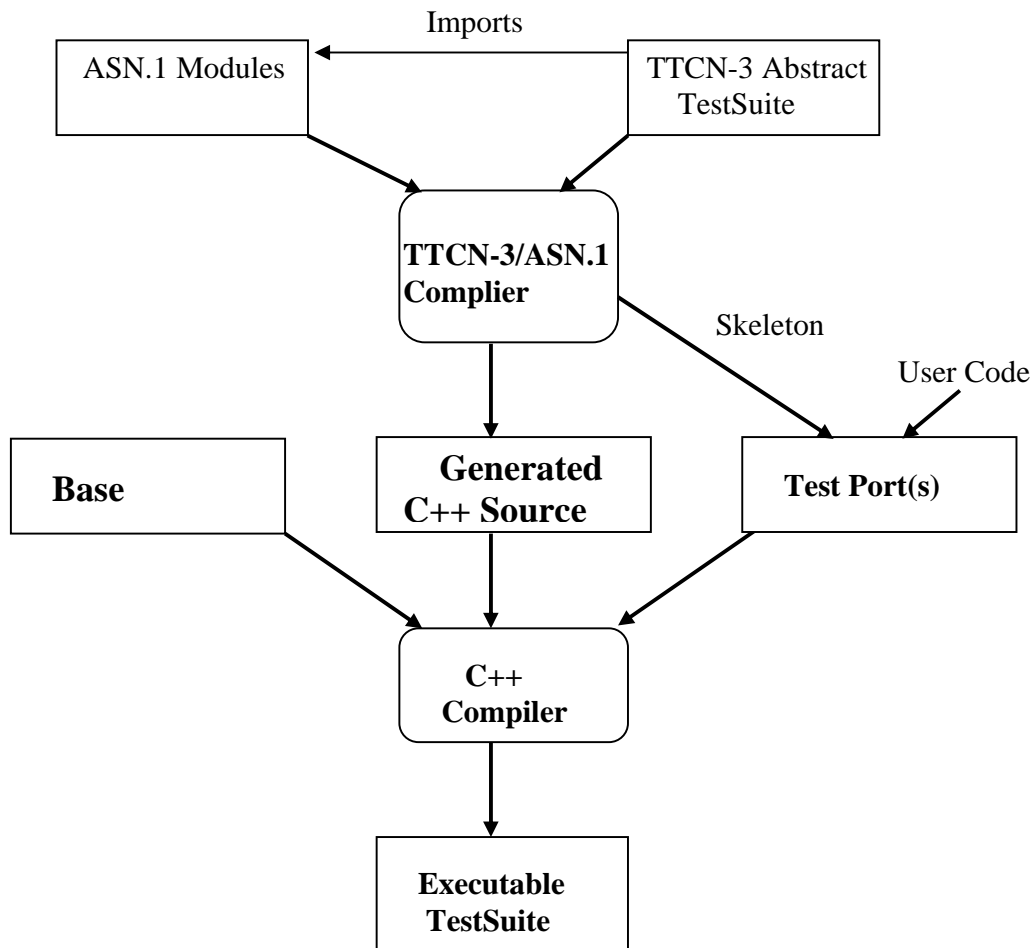 Imports
ASN.1 Modules
TTCN-3 Abstract
TestSuite
TTCN-3/ASN.1
Complier
Skeleton
User Code
Base
Generated
C++ Source
Test Port(s)
C++
Compiler
Executable
TestSuite